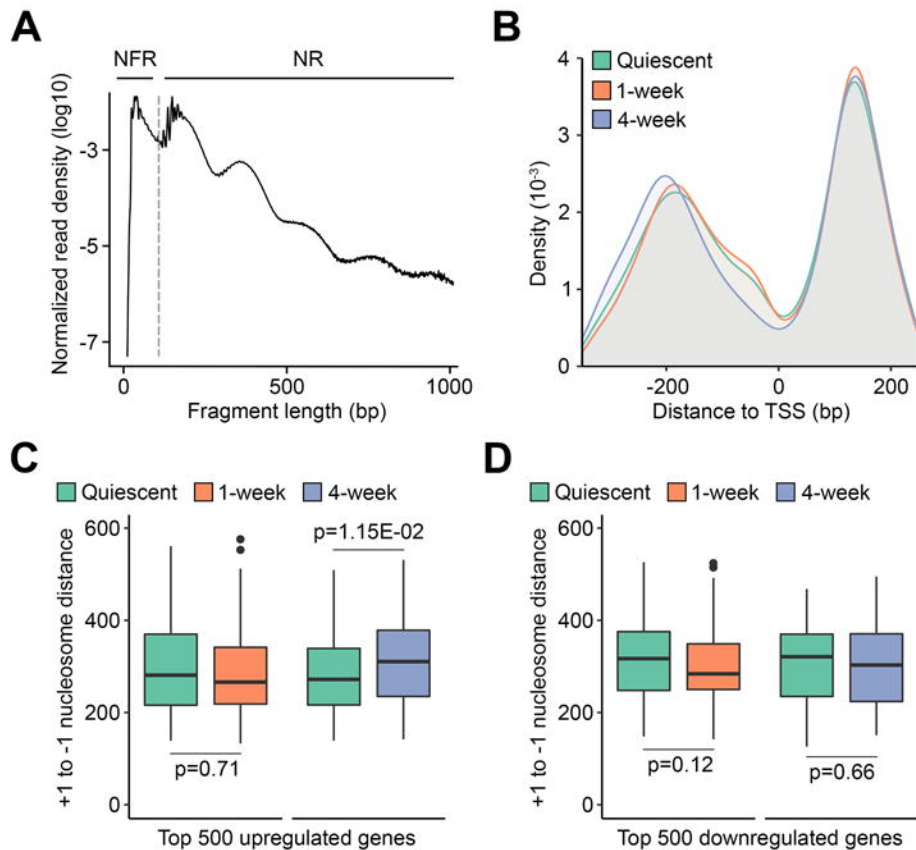 A
NFR NR
Normalized read density (log10)
-3
-5
-7
0 500 1000
Fragment length (bp)
B
Quiescent
1-week
4-week
Density (10⁻³)
4
3
2
1
0
-200 0 200
Distance to TSS (bp)
C
Quiescent 1-week 4-week
+1 to -1 nucleosome distance
600
400
200
0
p=1.15E-02
p=0.71
Top 500 upregulated genes
D
Quiescent 1-week 4-week
+1 to -1 nucleosome distance
600
400
200
0
p=0.12
p=0.66
Top 500 downregulated genes